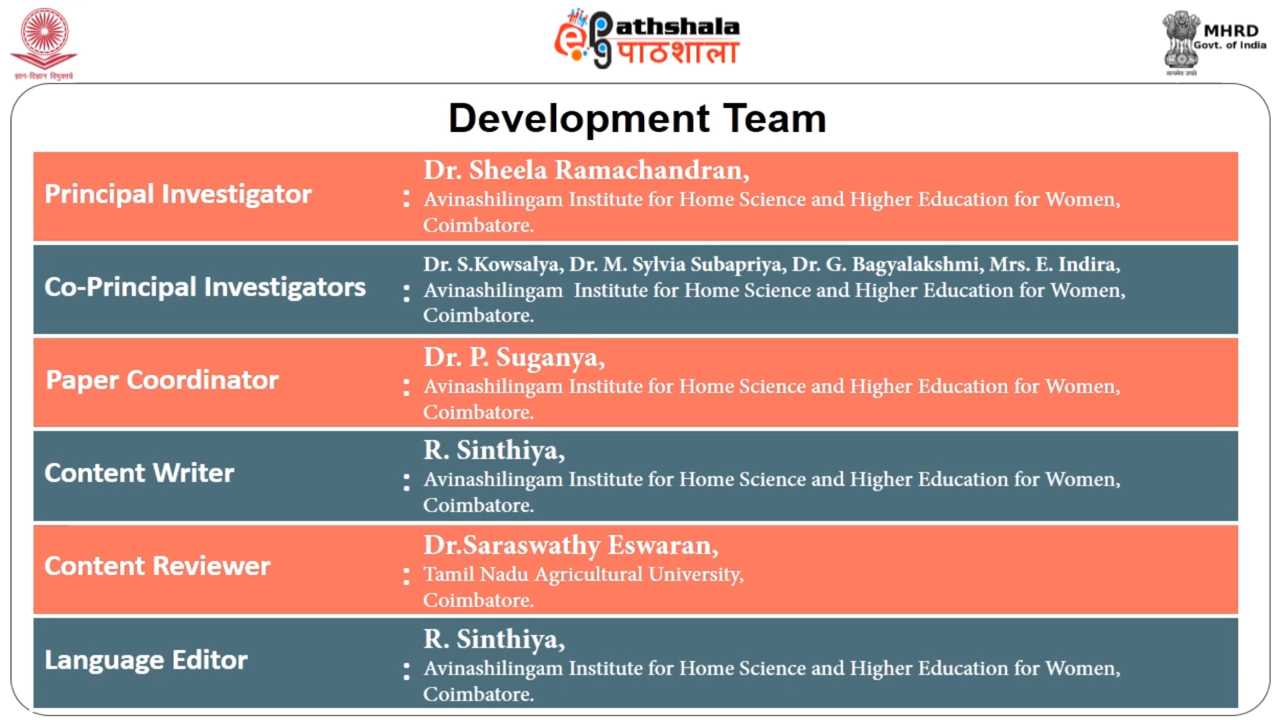 ज्ञान-विज्ञान विमुक्तये
ePgathshala
पाठशाला
MHRD
Govt. of India
सत्यमेव जयते
Development Team
Principal Investigator
:
Dr. Sheela Ramachandran,
Avinashilingam Institute for Home Science and Higher Education for Women,
Coimbatore.
Co-Principal Investigators
:
Dr. S.Kowsalya, Dr. M. Sylvia Subapriya, Dr. G. Bagyalakshmi, Mrs. E. Indira,
Avinashilingam Institute for Home Science and Higher Education for Women,
Coimbatore.
Paper Coordinator
:
Dr. P. Suganya,
Avinashilingam Institute for Home Science and Higher Education for Women,
Coimbatore.
Content Writer
:
R. Sinthiya,
Avinashilingam Institute for Home Science and Higher Education for Women,
Coimbatore.
Content Reviewer
:
Dr.Saraswathy Eswaran,
Tamil Nadu Agricultural University,
Coimbatore.
Language Editor
:
R. Sinthiya,
Avinashilingam Institute for Home Science and Higher Education for Women,
Coimbatore.